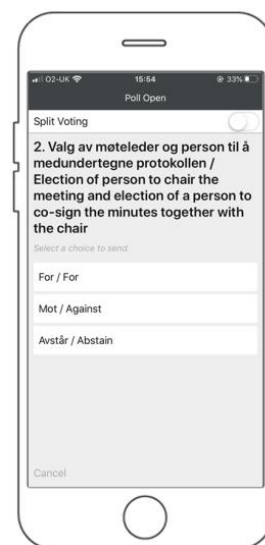 O2-UK 15:54 33%
Poll Open
Split Voting
2. Valg av møteleder og person til å
medundertegne protokollen /
Election of person to chair the
meeting and election of a person to
co-sign the minutes together with
the chair
Select a choice to send
For / For
Mot / Against
Avstår / Abstain
Cancel